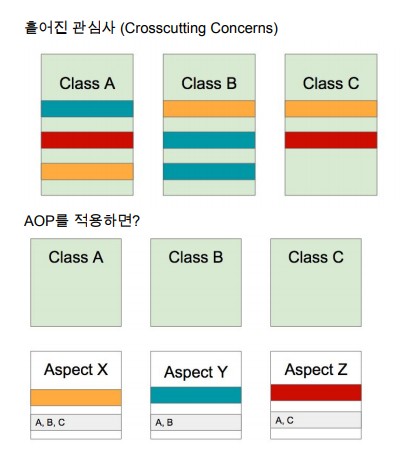 흩어진 관심사 (Crosscutting Concerns)
Class A
Class B
Class C
AOP를 적용하면?
Class A
Class B
Class C
Aspect X
Aspect Y
Aspect Z
A, B, C
A, B
A, C